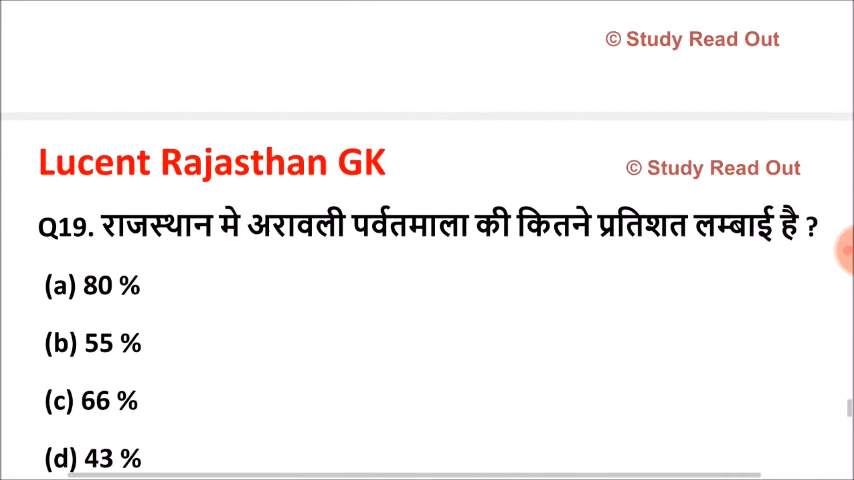 © Study Read Out
Lucent Rajasthan GK
© Study Read Out
Q19. राजस्थान मे अरावली पर्वतमाला की कितने प्रतिशत लम्बाई है ?
(a) 80 %
(b) 55 %
(c) 66 %
(d) 43 %